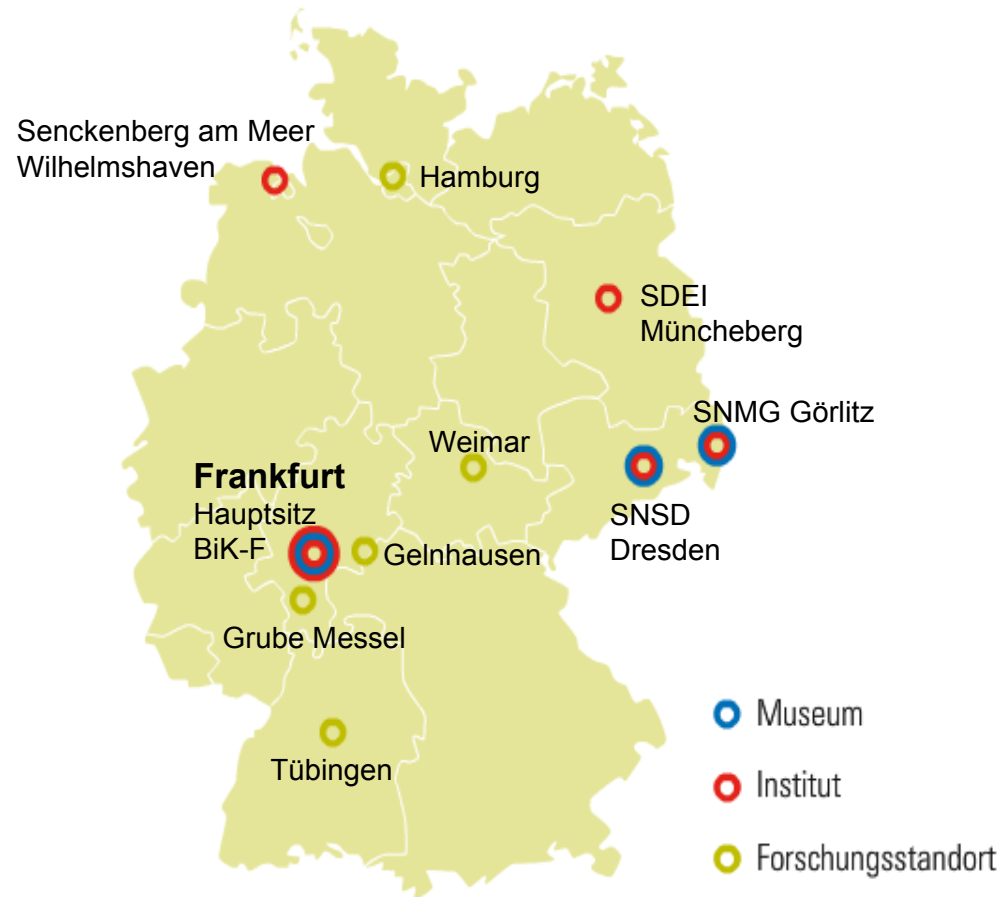 Senckenberg am Meer
Wilhelmshaven
Hamburg
SDEI
Müncheberg
SNMG Görlitz
Weimar
Frankfurt
Hauptsitz
BiK-F
SNSD
Dresden
Gelnhausen
Grube Messel
Tübingen
Museum
Institut
Forschungsstandort